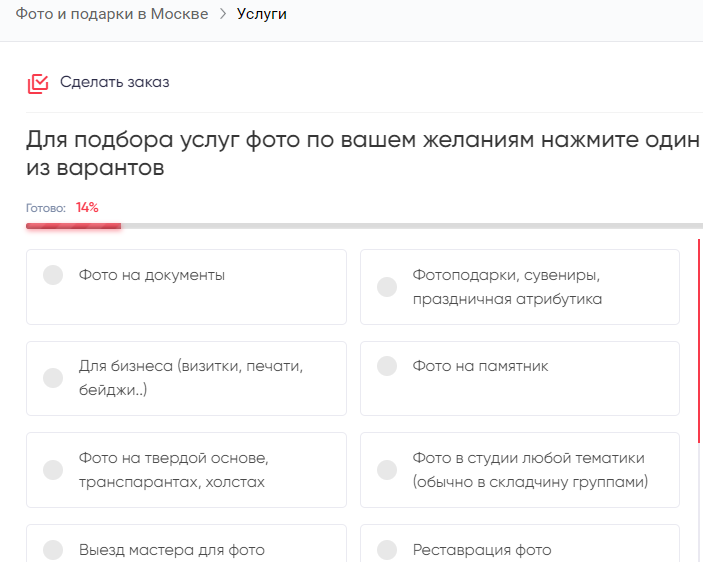 Фото и подарки в Москве > Услуги
Сделать заказ
Для подбора услуг фото по вашем желаниям нажмите один
из варантов
Готово: 14%
Фото на документы
Фотоподарки, сувениры,
праздничная атрибутика
Для бизнеса (визитки, печати,
бейджи..)
Фото на памятник
Фото на твердой основе,
транспарантах, холстах
Фото в студии любой тематики
(обычно в складчину группами)
Выезд мастера для фото
Реставрация фото